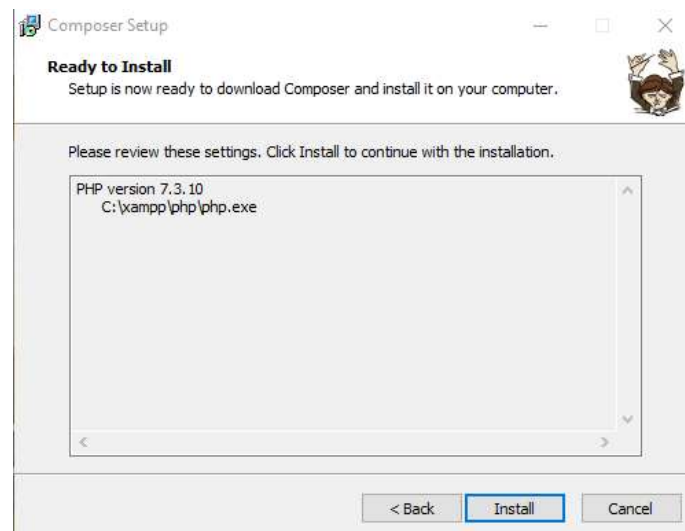 Composer Setup
Ready to Install
Setup is now ready to download Composer and install it on your computer.
Please review these settings. Click Install to continue with the installation.
PHP version 7.3.10
C:\xampp\php\php.exe
< Back
Install
Cancel